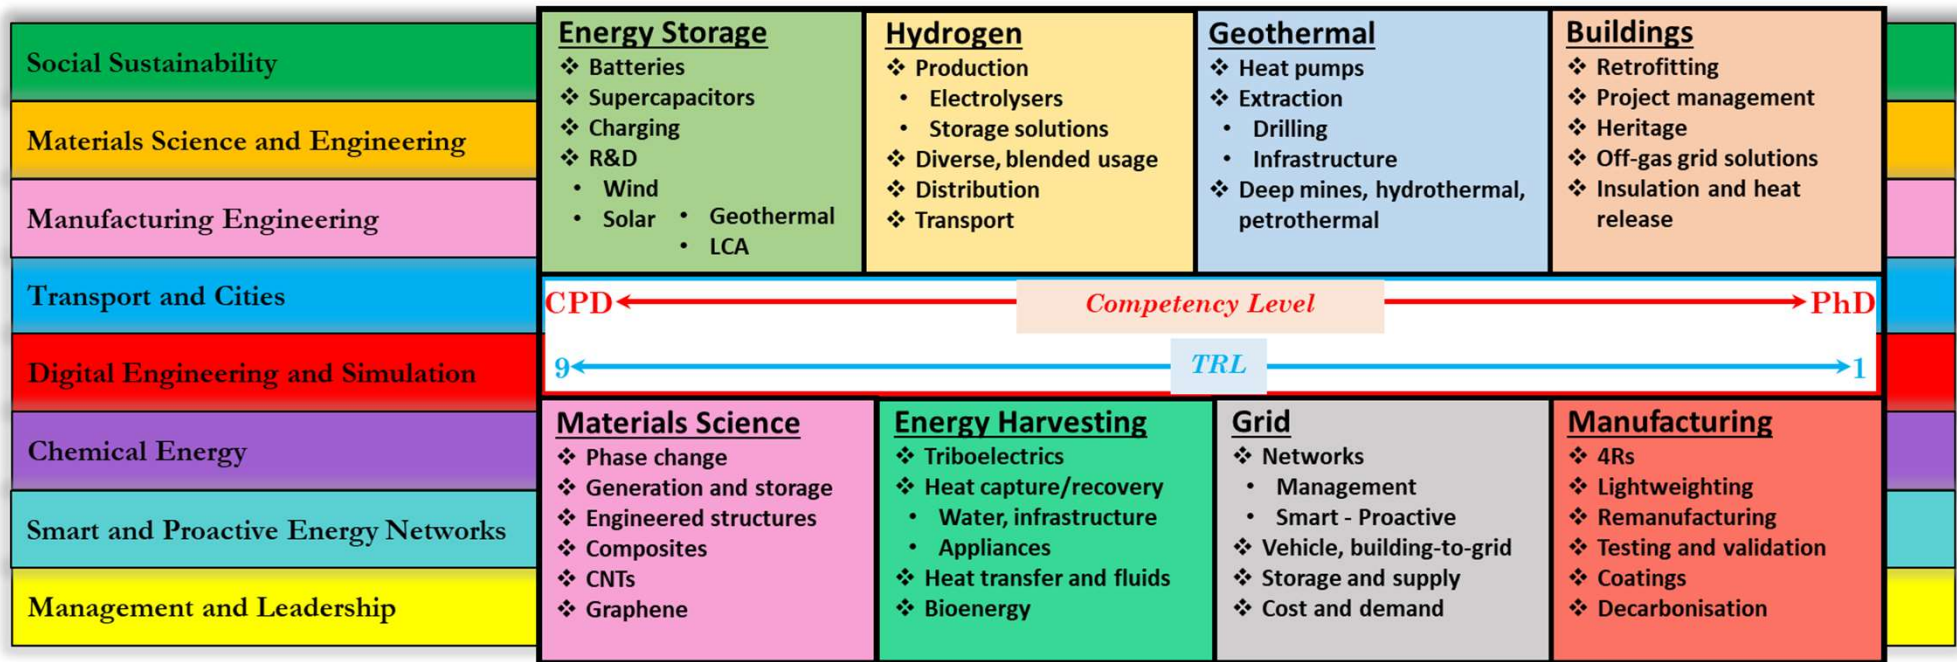 Social Sustainability
Materials Science and Engineering
Manufacturing Engineering
Transport and Cities
Digital Engineering and Simulation
Chemical Energy
Smart and Proactive Energy Networks
Management and Leadership
Energy Storage
❖ Batteries
❖ Supercapacitors
❖ Charging
❖ R&D
• Wind
• Solar
• Geothermal
• LCA
Hydrogen
❖ Production
• Electrolysers
• Storage solutions
❖ Diverse, blended usage
❖ Distribution
❖ Transport
Geothermal
❖ Heat pumps
❖ Extraction
• Drilling
• Infrastructure
❖ Deep mines, hydrothermal,
petrothermal
Buildings
❖ Retrofitting
❖ Project management
❖ Heritage
❖ Off-gas grid solutions
❖ Insulation and heat
release
CPD Competency Level PhD
9 TRL 1
Materials Science
❖ Phase change
❖ Generation and storage
❖ Engineered structures
❖ Composites
❖ CNTs
❖ Graphene
Energy Harvesting
❖ Triboelectrics
❖ Heat capture/recovery
• Water, infrastructure
• Appliances
❖ Heat transfer and fluids
❖ Bioenergy
Grid
❖ Networks
• Management
• Smart - Proactive
❖ Vehicle, building-to-grid
❖ Storage and supply
❖ Cost and demand
Manufacturing
❖ 4Rs
❖ Lightweighting
❖ Remanufacturing
❖ Testing and validation
❖ Coatings
❖ Decarbonisation